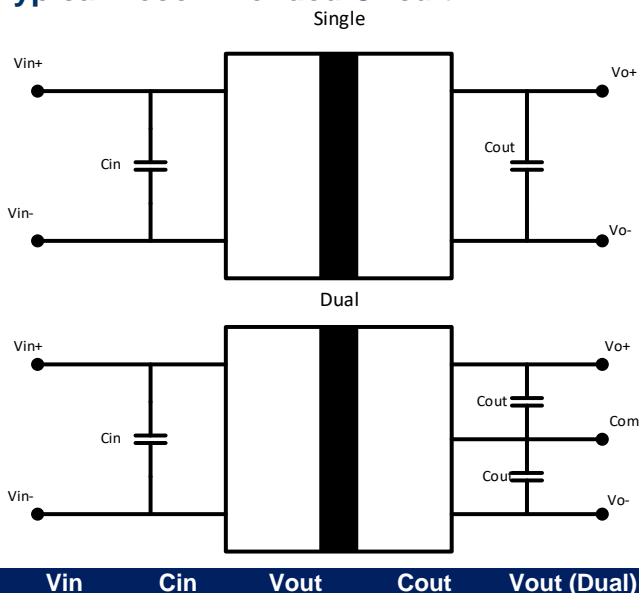 Single
Vin+
Vo+
Cin
Cout
Vin-
Vo-
Dual
Vin+
Vo+
Cout
Com
Cin
Cout
Vin-
Vo-
Vin Cin Vout Cout Vout (Dual)